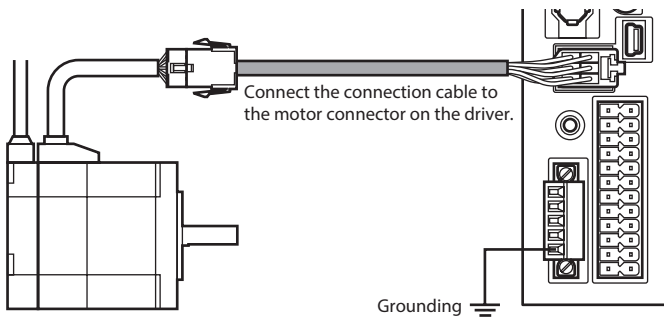 Connect the connection cable to
the motor connector on the driver.
Grounding